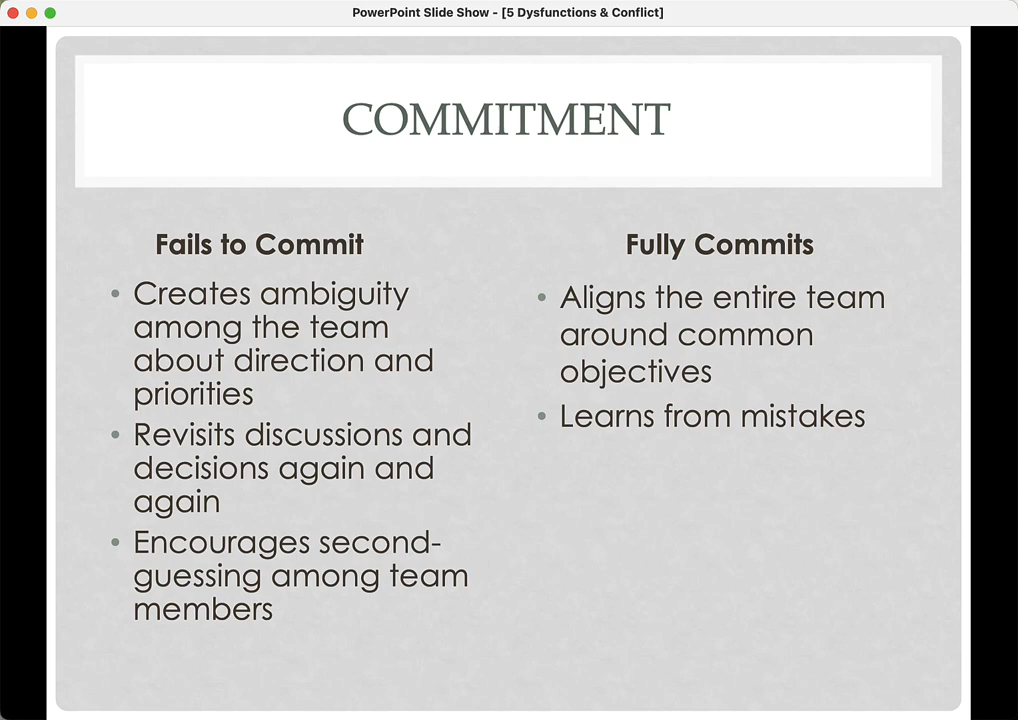 PowerPoint Slide Show - [5 Dysfunctions & Conflict]
COMMITMENT
Fails to Commit
• Creates ambiguity
among the team
about direction and
priorities
• Revisits discussions and
decisions again and
again
• Encourages second-
guessing among team
members
Fully Commits
• Aligns the entire team
around common
objectives
• Learns from mistakes